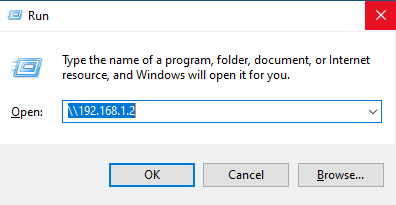 Run
Type the name of a program, folder, document, or Internet
resource, and Windows will open it for you.
Open: \\192.168.1.2
OK Cancel Browse...